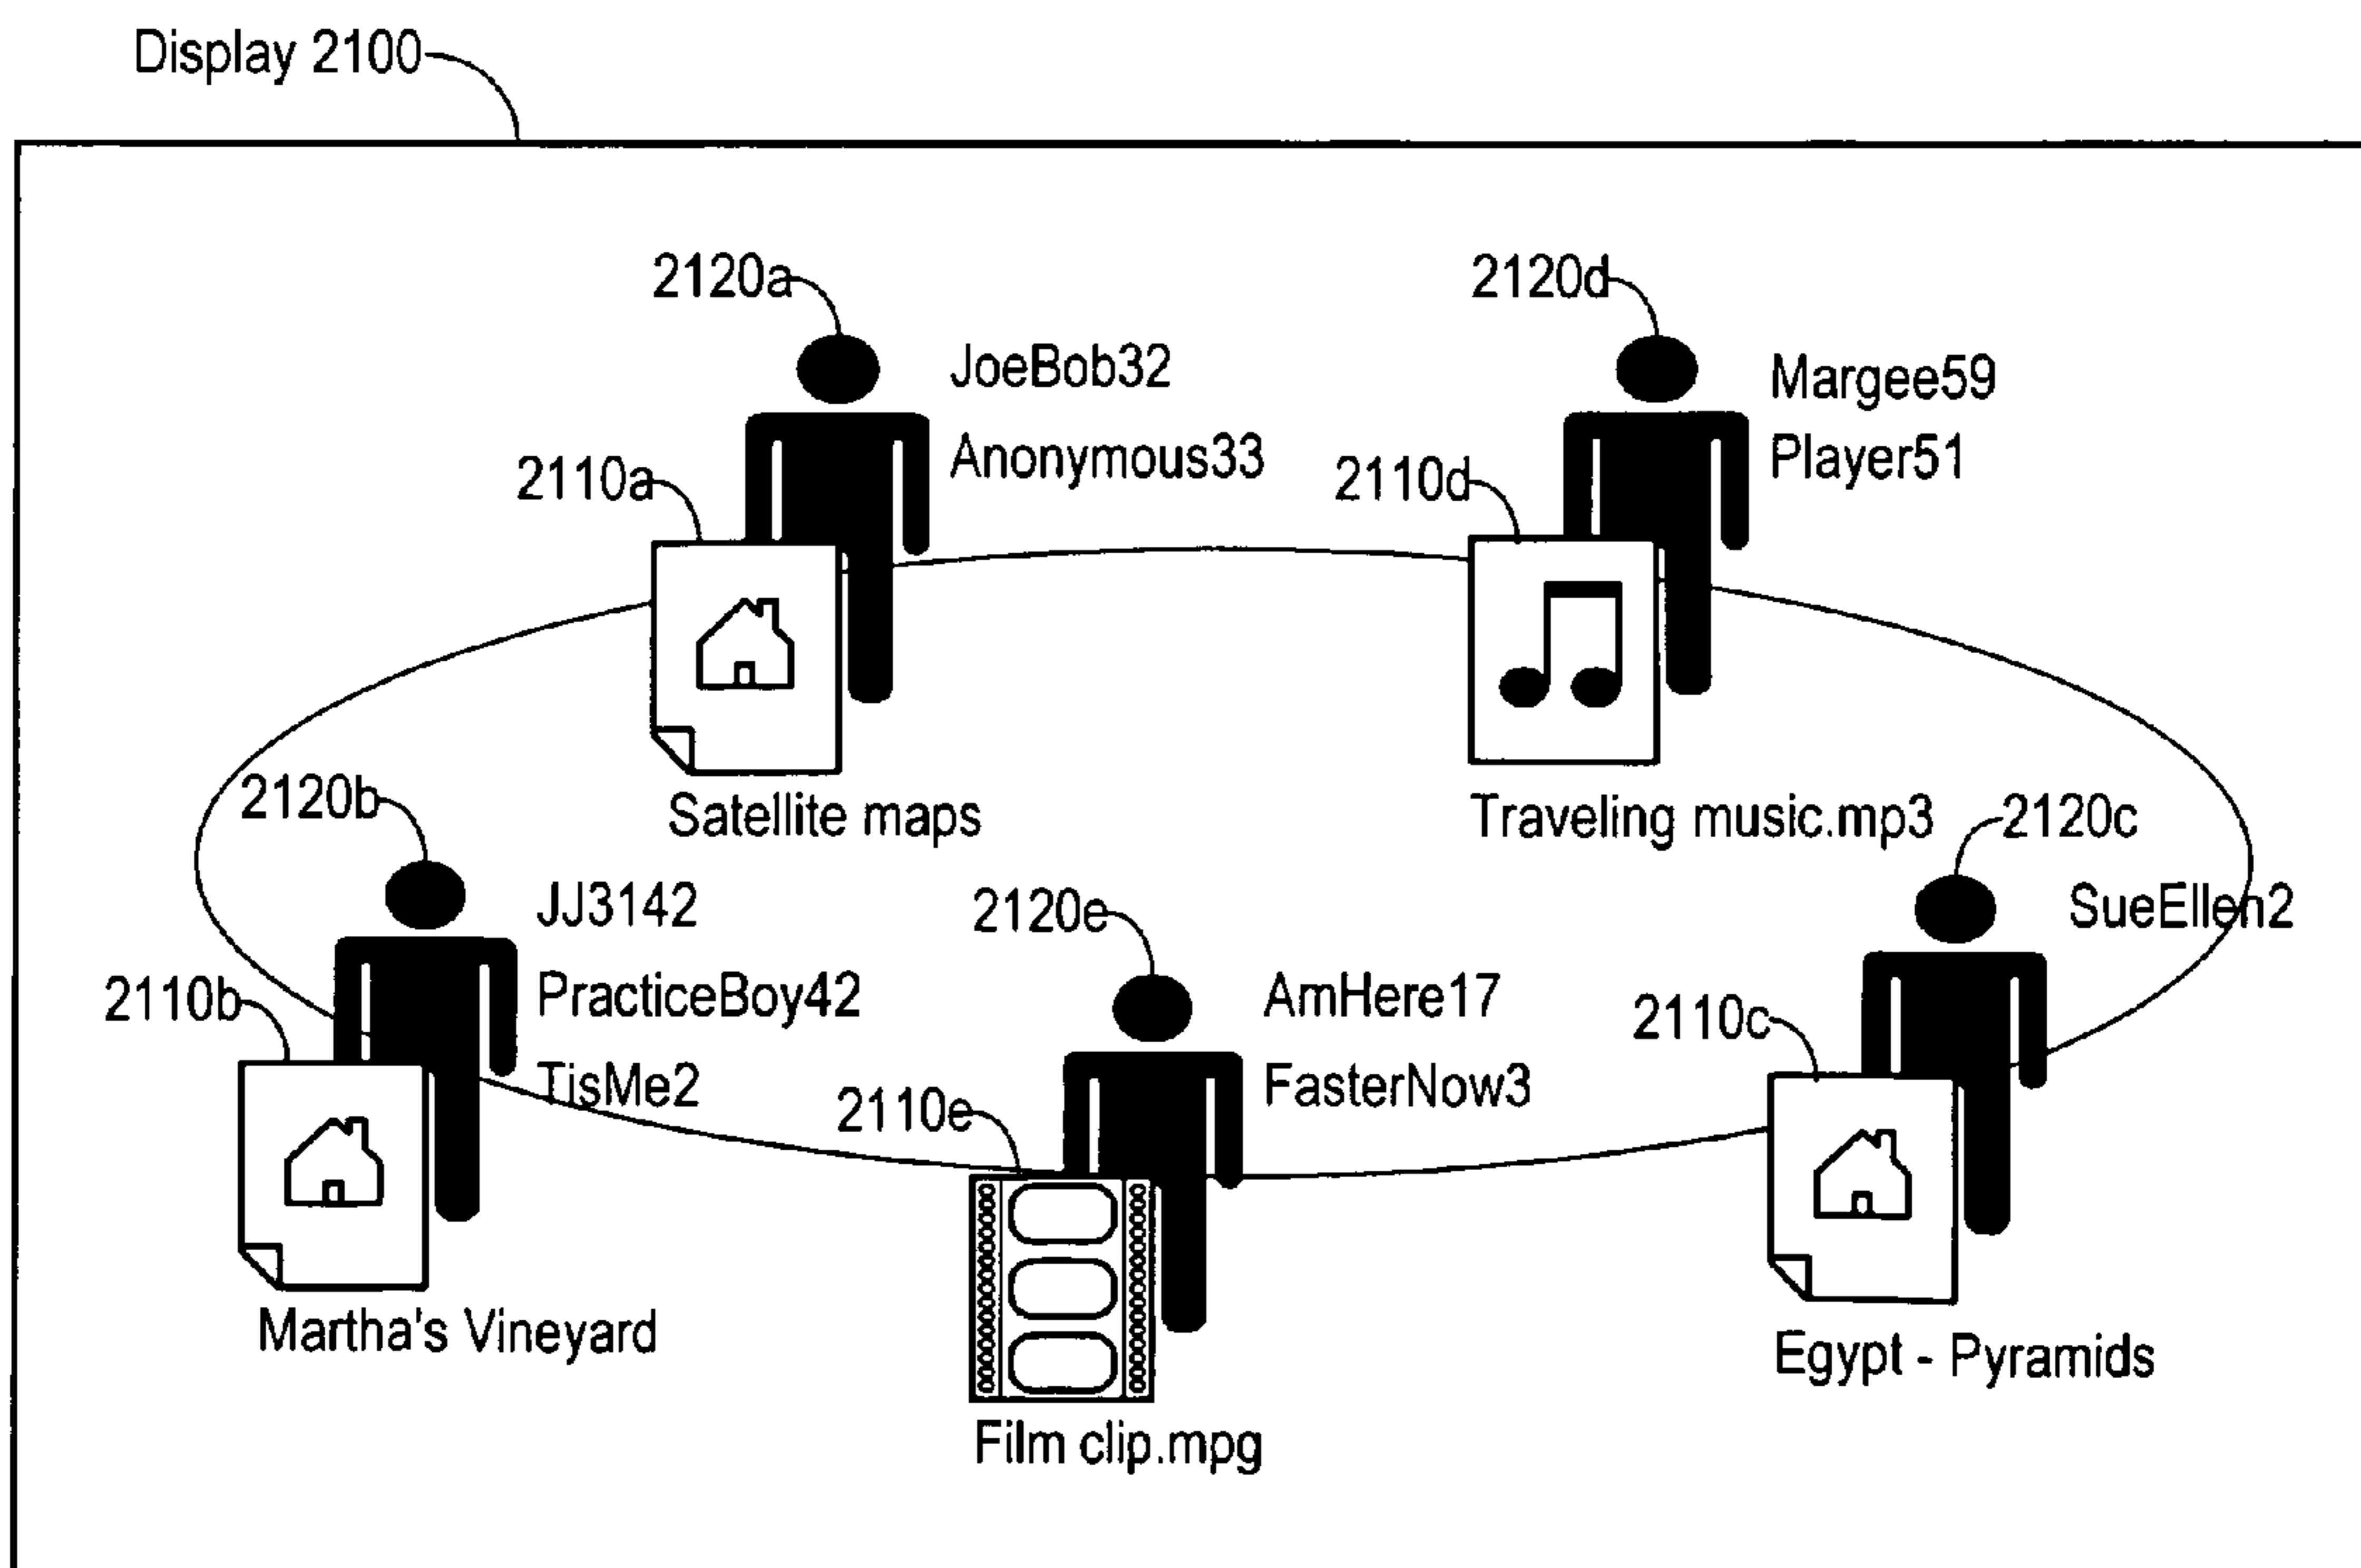 Display 2100
2120a
2120d
JoeBob32
Anonymous33
Margee59
Player51
2110a
2110d
Satellite maps
Traveling music.mp3
2120b
2120c
JJ3142
PracticeBoy42
TisMe2
2120e
SueEllen2
2110b
AmHere17
FasterNow3
2110c
2110e
Martha's Vineyard
Egypt - Pyramids
Film clip.mpg